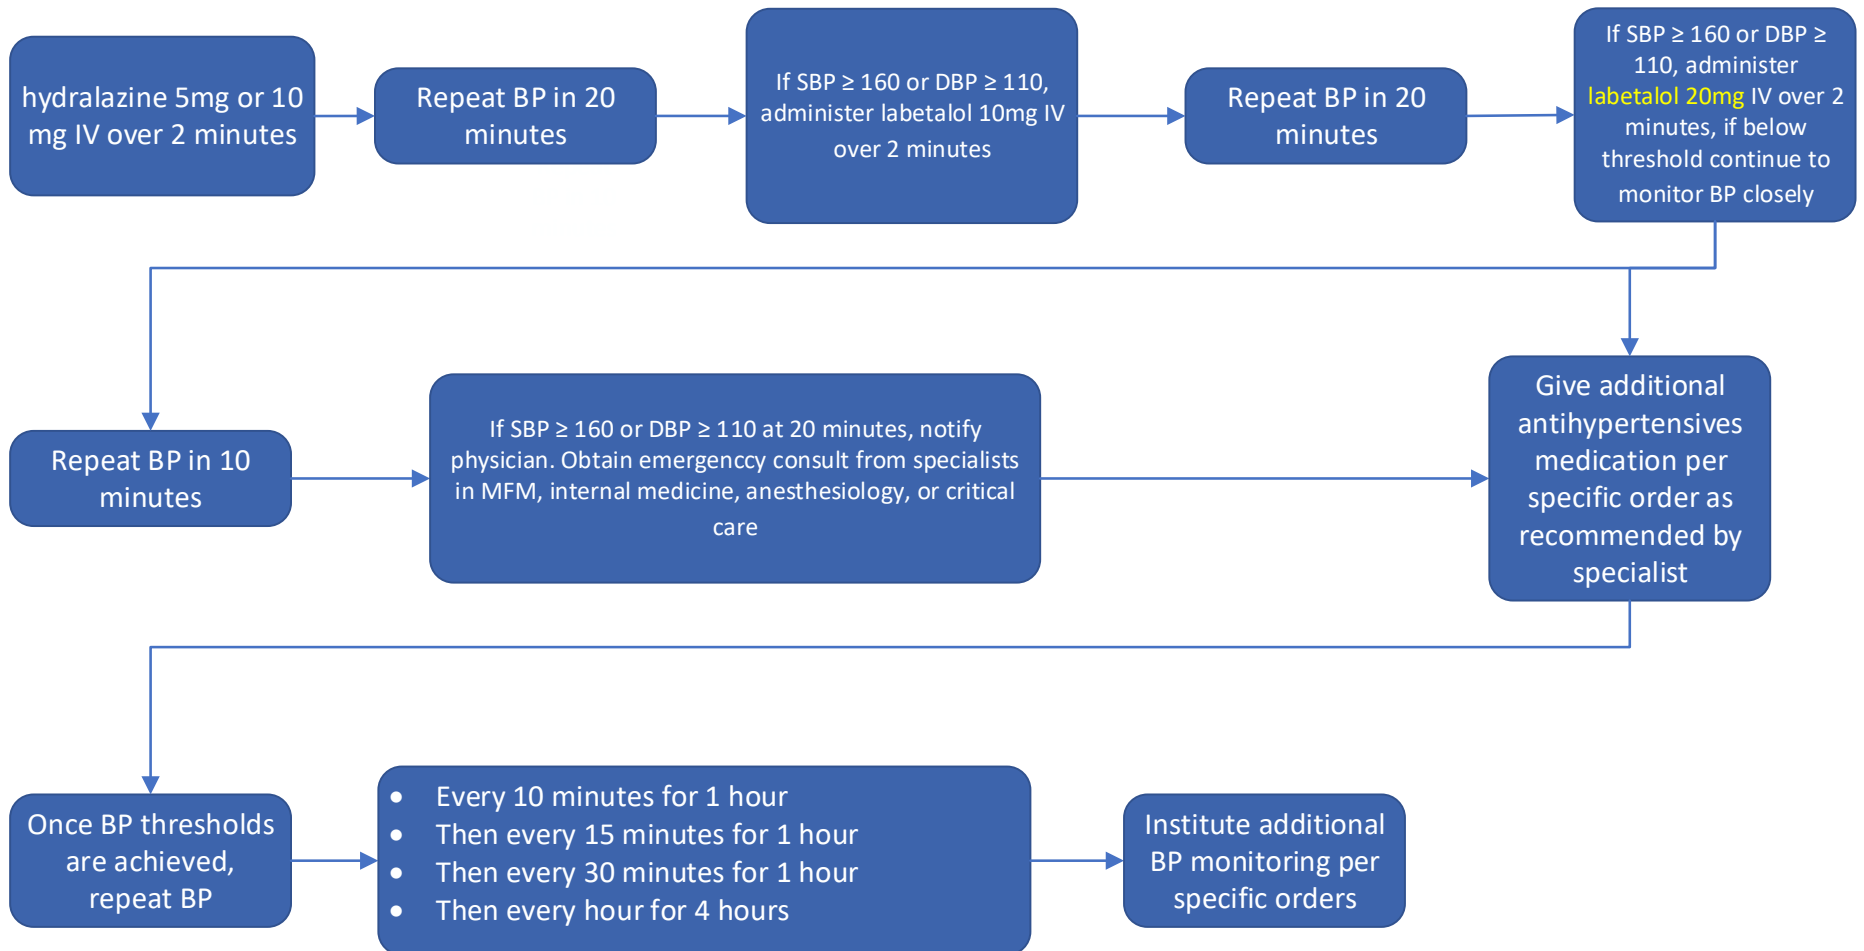 hydralazine 5mg or 10
mg IV over 2 minutes
Repeat BP in 20
minutes
If SBP ≥ 160 or DBP ≥ 110,
administer labetalol 10mg IV
over 2 minutes
Repeat BP in 20
minutes
If SBP ≥ 160 or DBP ≥
110, administer
labetalol 20mg IV over 2
minutes, if below
threshold continue to
monitor BP closely
Repeat BP in 10
minutes
If SBP ≥ 160 or DBP ≥ 110 at 20 minutes, notify
physician. Obtain emergenccy consult from specialists
in MFM, internal medicine, anesthesiology, or critical
care
Give additional
antihypertensives
medication per
specific order as
recommended by
specialist
Once BP thresholds
are achieved,
repeat BP
• Every 10 minutes for 1 hour
• Then every 15 minutes for 1 hour
• Then every 30 minutes for 1 hour
• Then every hour for 4 hours
Institute additional
BP monitoring per
specific orders